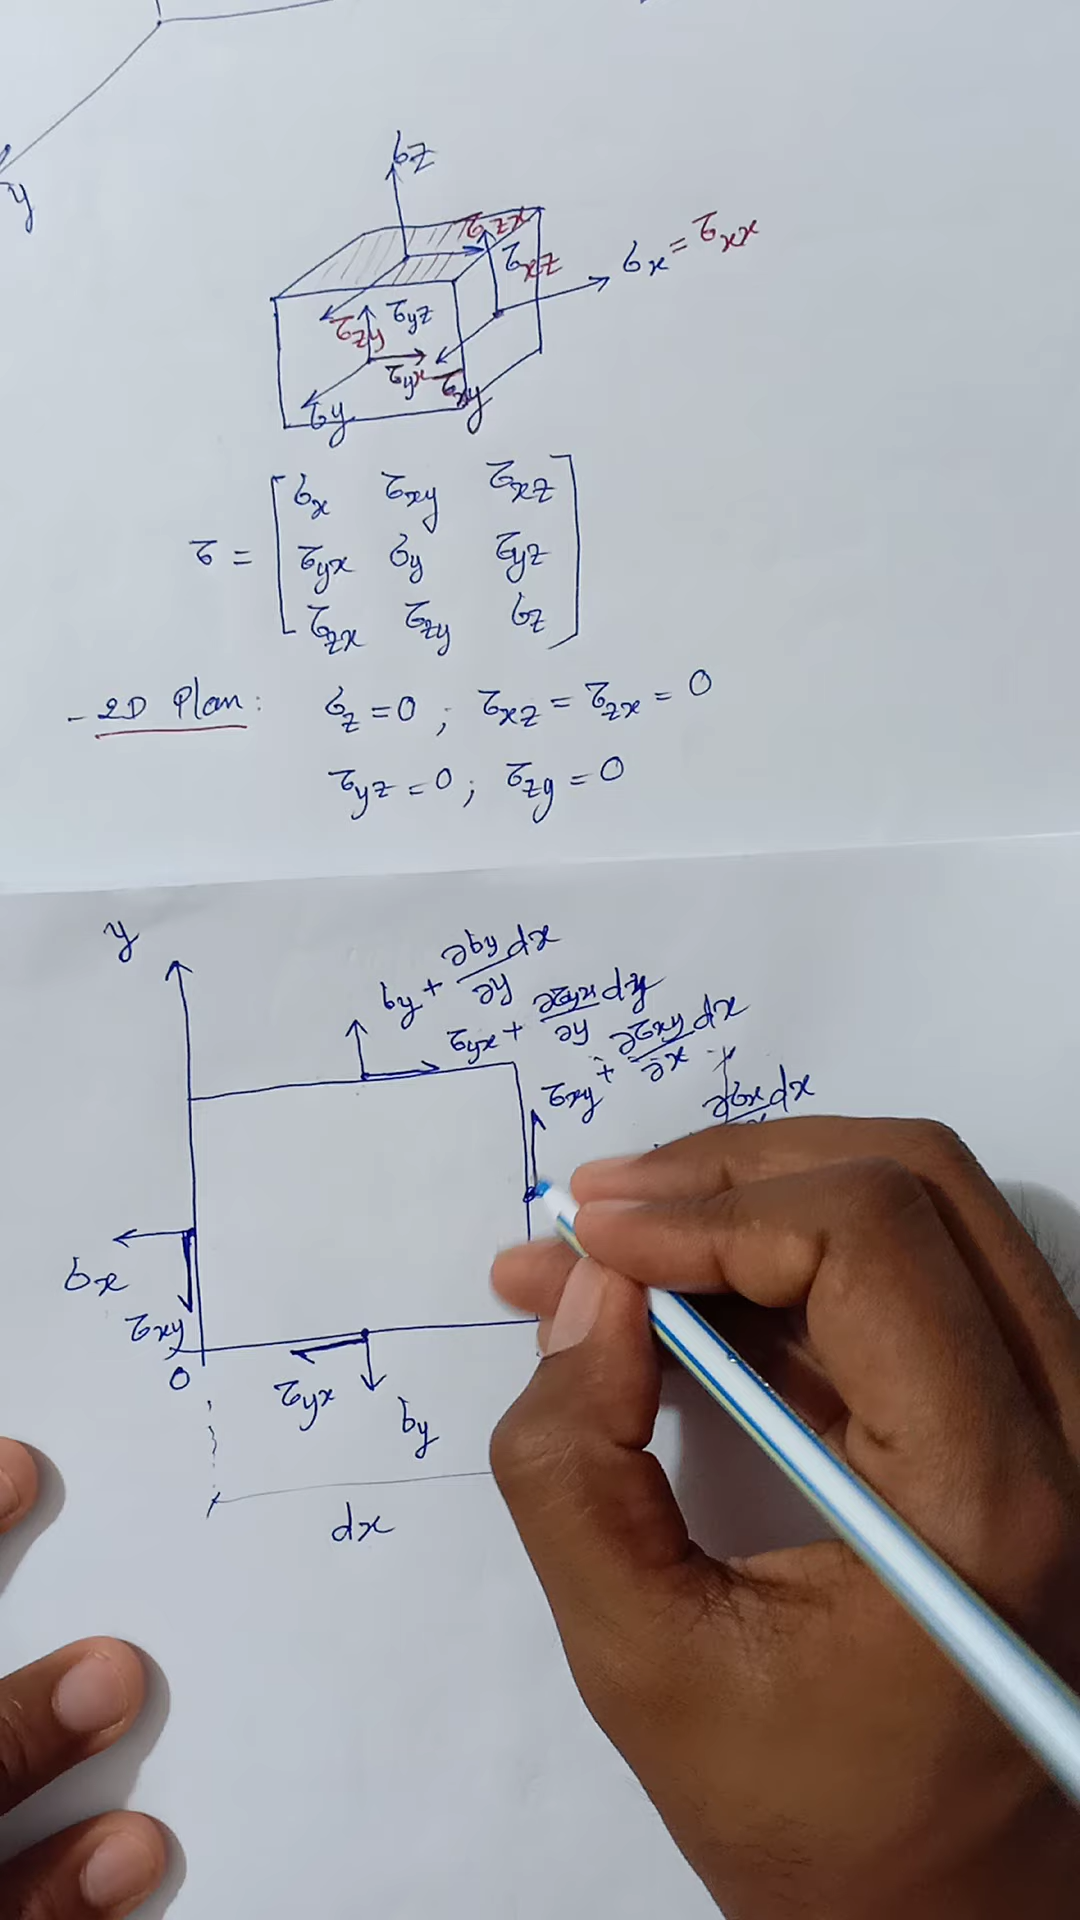 y
σz
τzx
τxz
σx = τxx
τzy
τyz
τyx
τxy
σy
σx τxy τxz
τ = τyx σy τyz
τzx τzy σz
- 2D Plan: σz = 0 ; τxz = τzx = 0
τyz = 0 ; τzy = 0
y
σy + ∂σy/∂y dx
τyx + ∂τyx/∂y dy
τxy + ∂τxy/∂x dx
∂σx dx
σx
τxy
0
τyx
σy
dx